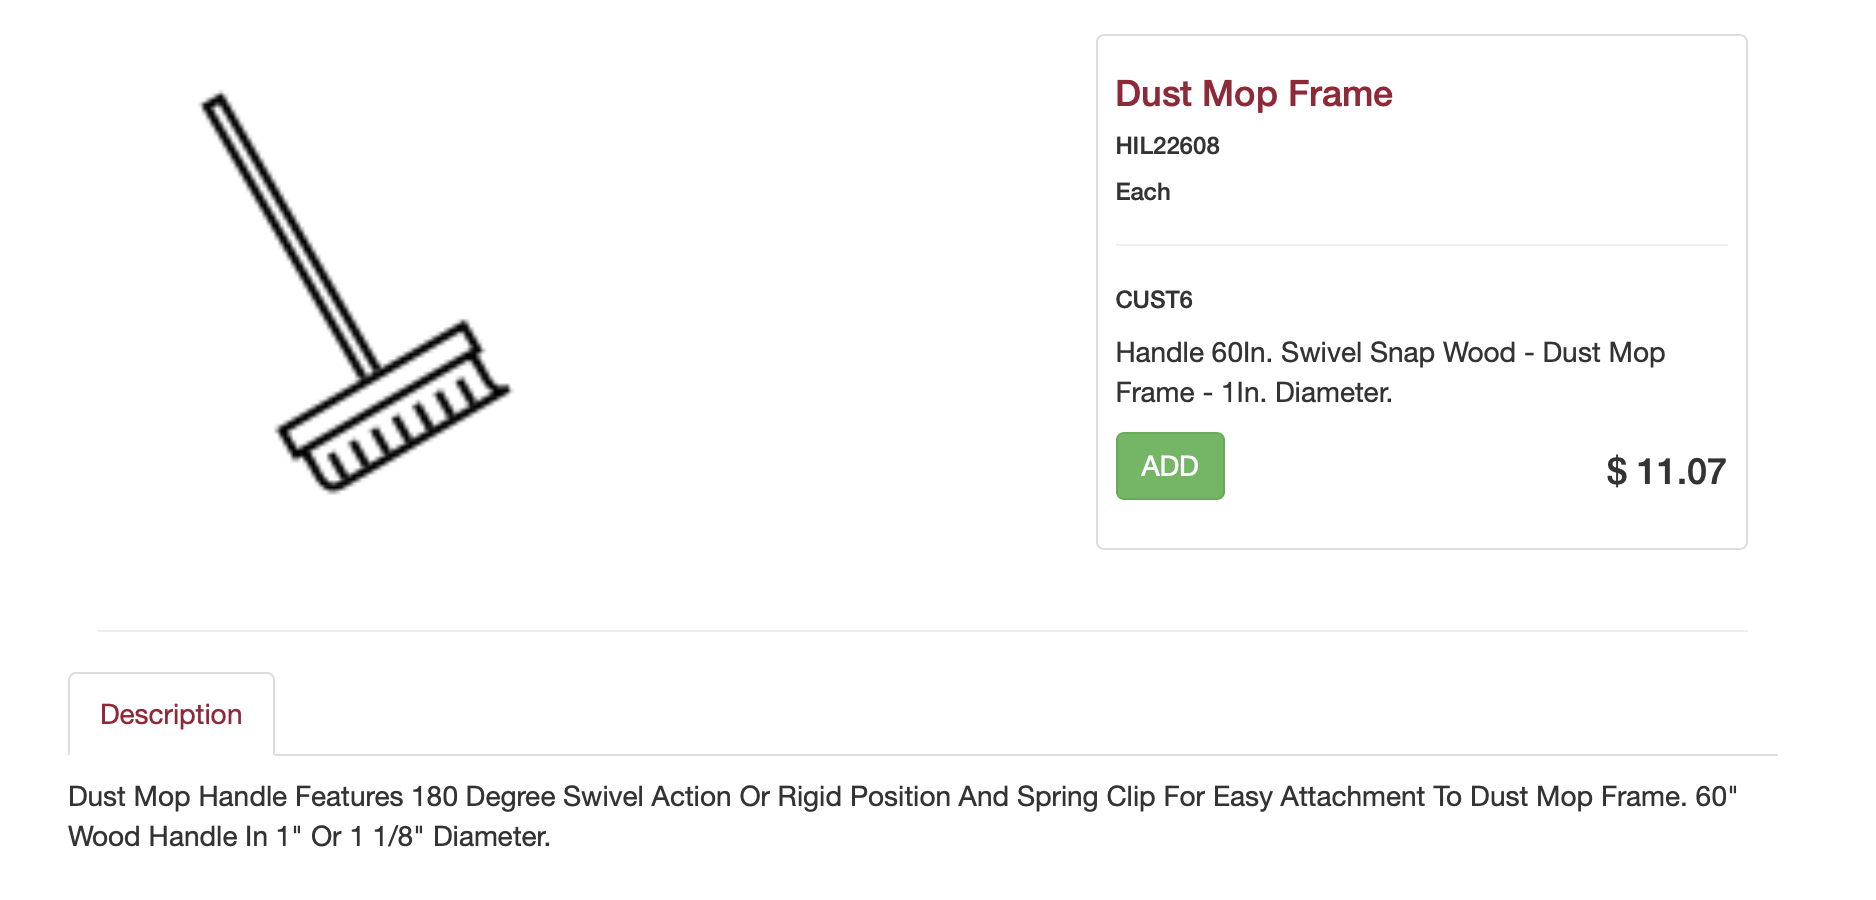 Dust Mop Frame
HIL22608
Each
CUST6
Handle 60In. Swivel Snap Wood - Dust Mop
Frame - 1In. Diameter.
ADD
$ 11.07
Description
Dust Mop Handle Features 180 Degree Swivel Action Or Rigid Position And Spring Clip For Easy Attachment To Dust Mop Frame. 60"
Wood Handle In 1" Or 1 1/8" Diameter.